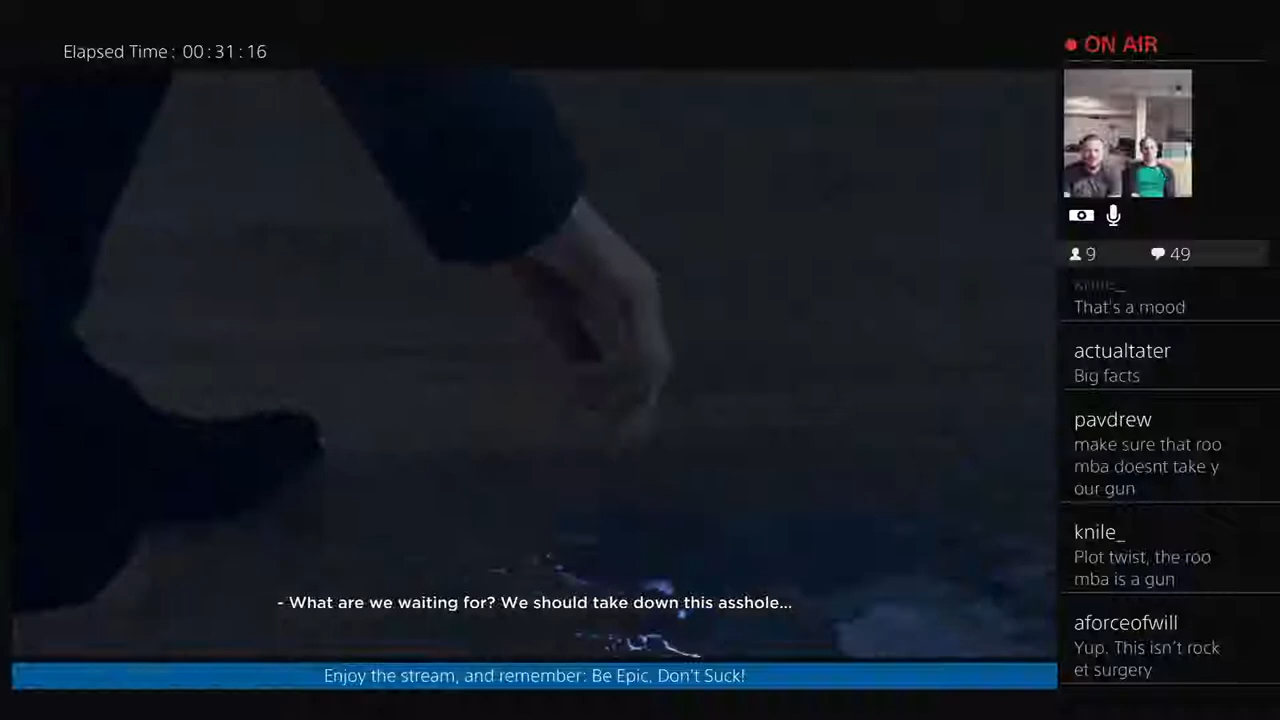 Elapsed Time: 00:31:16
ON AIR
9 49
knile_
That's a mood
actualtater
Big facts
pavdrew
make sure that roo
mba doesnt take y
our gun
knile_
Plot twist, the roo
mba is a gun
aforceofwill
Yup. This isn't rock
et surgery
- What are we waiting for? We should take down this asshole...
Enjoy the stream, and remember: Be Epic, Don't Suck!